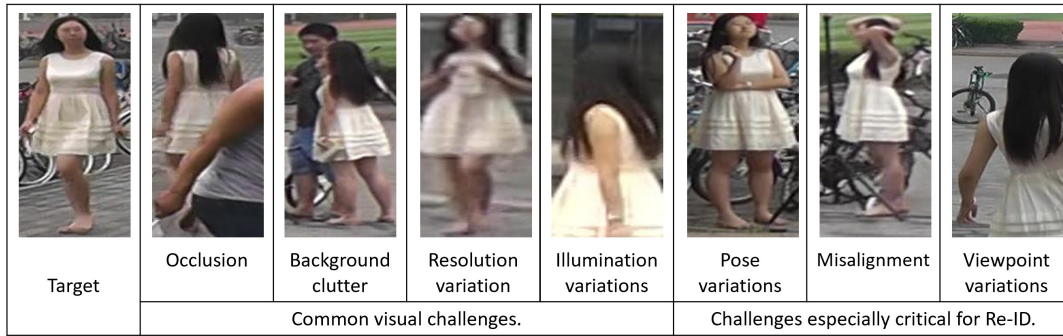 Target
Occlusion
Background
clutter
Resolution
variation
Illumination
variations
Pose
variations
Misalignment
Viewpoint
variations
Common visual challenges.
Challenges especially critical for Re-ID.